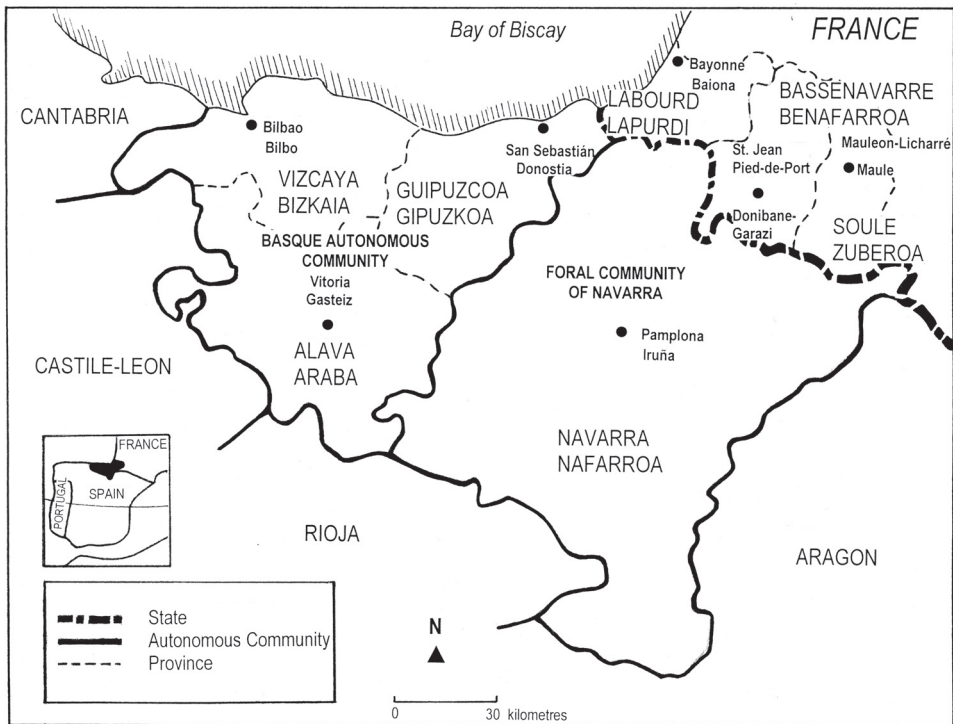 Bay of Biscay
FRANCE
CANTABRIA
Bilbao
Bilbo
San Sebastián
Donostia
Bayonne
Baiona
LABOURD
LAPURDI
BASSENAVARRE
BENAFARROA
St. Jean
Pied-de-Port
Donibane-
Garazi
Mauleon-Licharré
Maule
SOULE
ZUBEROA
VIZCAYA
BIZKAIA
GUIPUZCOA
GIPUZKOA
BASQUE AUTONOMOUS
COMMUNITY
Vitoria
Gasteiz
ALAVA
ARABA
FORAL COMMUNITY
OF NAVARRA
Pamplona
Iruña
NAVARRA
NAFARROA
CASTILE-LEON
RIOJA
ARAGON
FRANCE
SPAIN
PORTUGAL
State
Autonomous Community
Province
N
0 30 kilometres